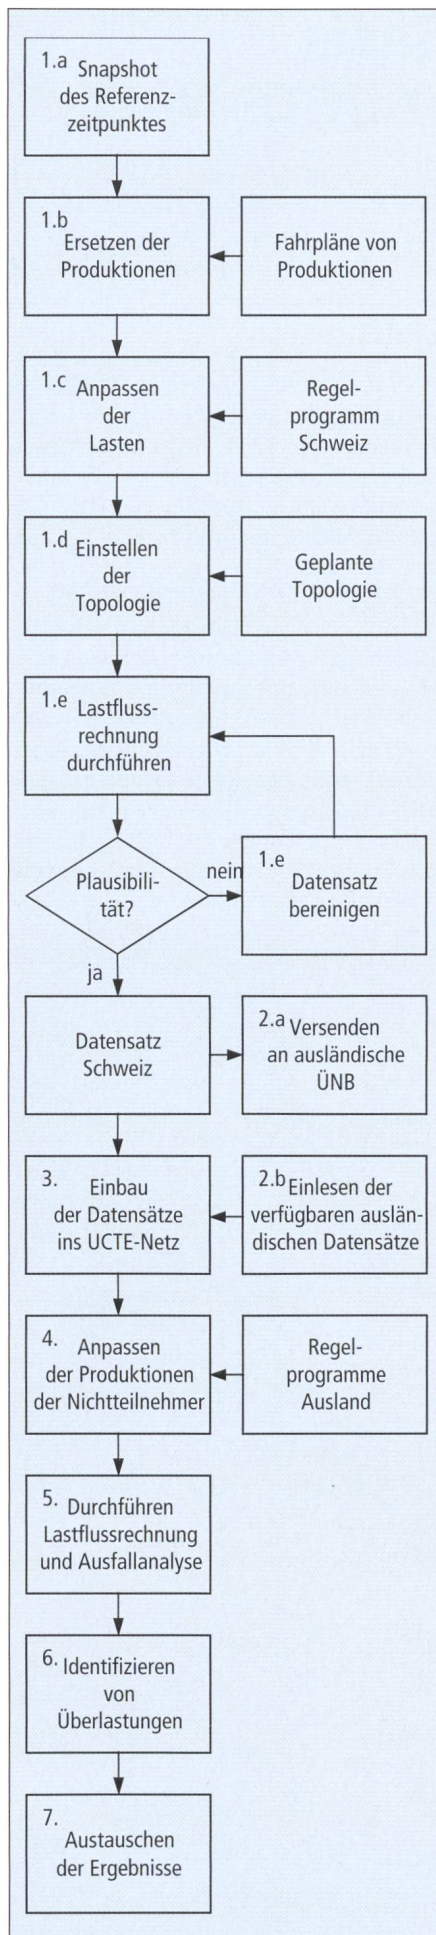 1.a Snapshot
des Referenz-
zeitpunktes
1.b
Ersetzen der
Produktionen
Fahrpläne von
Produktionen
1.c
Anpassen
der
Lasten
Regel-
programm
Schweiz
1.d Einstellen
der
Topologie
Geplante
Topologie
1.e Lastfluss-
rechnung
durchführen
Plausibili-
tät?
nein
1.e
Datensatz
bereinigen
ja
Datensatz
Schweiz
2.a Versenden
an ausländische
ÜNB
3. Einbau
der Datensätze
ins UCTE-Netz
2.b Einlesen der
verfügbaren auslän-
dischen Datensätze
4. Anpassen
der Produktionen
der Nichtteilnehmer
Regel-
programme
Ausland
5. Durchführen
Lastflussrechnung
und Ausfallanalyse
6. Identifizieren
von
Überlastungen
7.
Austauschen
der Ergebnisse